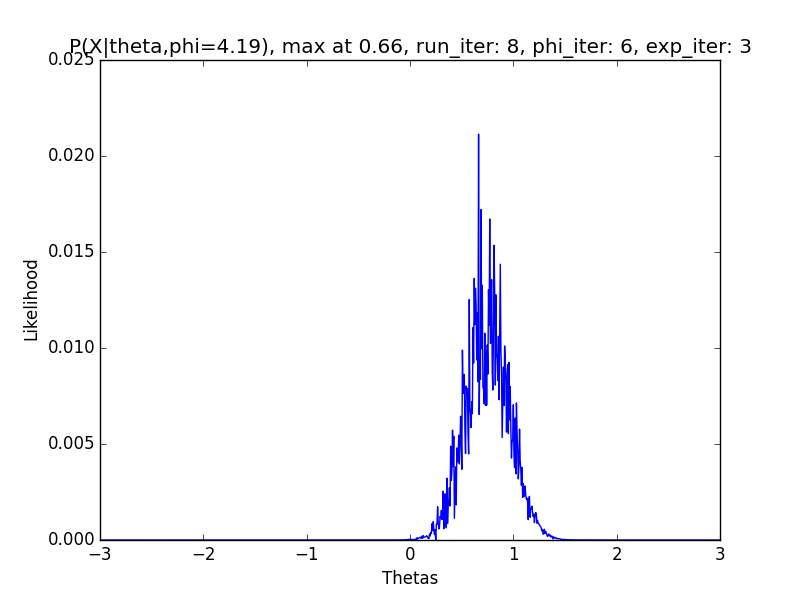 P(X|theta,phi=4.19), max at 0.66, run_iter: 8, phi_iter: 6, exp_iter: 3
0.025
0.020
0.015
0.010
0.005
0.000
Likelihood
−3 −2 −1 0 1 2 3
Thetas